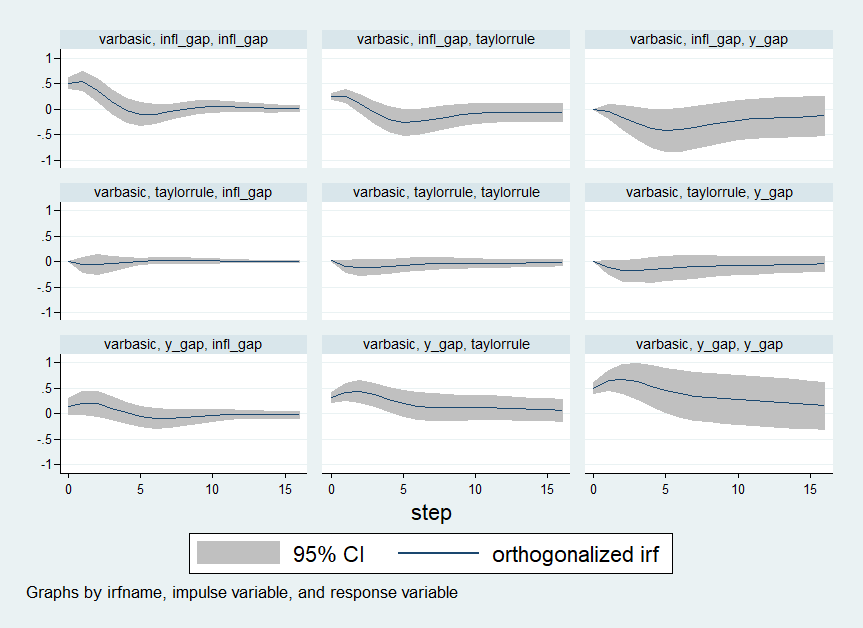 varbasic, infl_gap, infl_gap
varbasic, infl_gap, taylorrule
varbasic, infl_gap, y_gap
1
.5
0
-.5
-1
varbasic, taylorrule, infl_gap
varbasic, taylorrule, taylorrule
varbasic, taylorrule, y_gap
1
.5
0
-.5
-1
varbasic, y_gap, infl_gap
varbasic, y_gap, taylorrule
varbasic, y_gap, y_gap
1
.5
0
-.5
-1
0 5 10 15
0 5 10 15
0 5 10 15
step
95% CI
orthogonalized irf
Graphs by irfname, impulse variable, and response variable